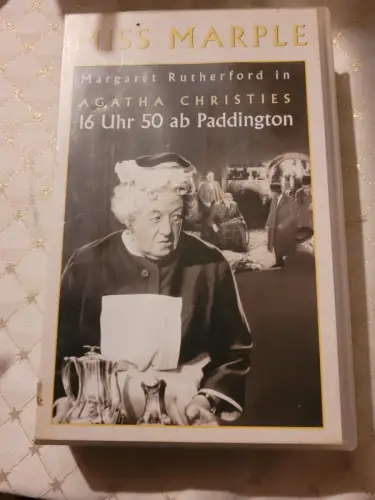 MISS MARPLE
Margaret Rutherford in
AGATHA CHRISTIES
16 Uhr 50 ab Paddington